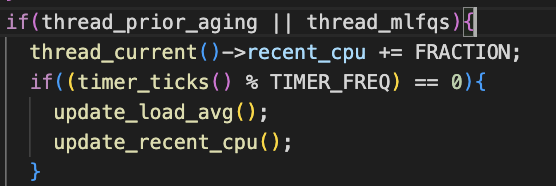 if(thread_prior_aging || thread_mlfqs){
thread_current()->recent_cpu += FRACTION;
if((timer_ticks() % TIMER_FREQ) == 0){
update_load_avg();
update_recent_cpu();
}